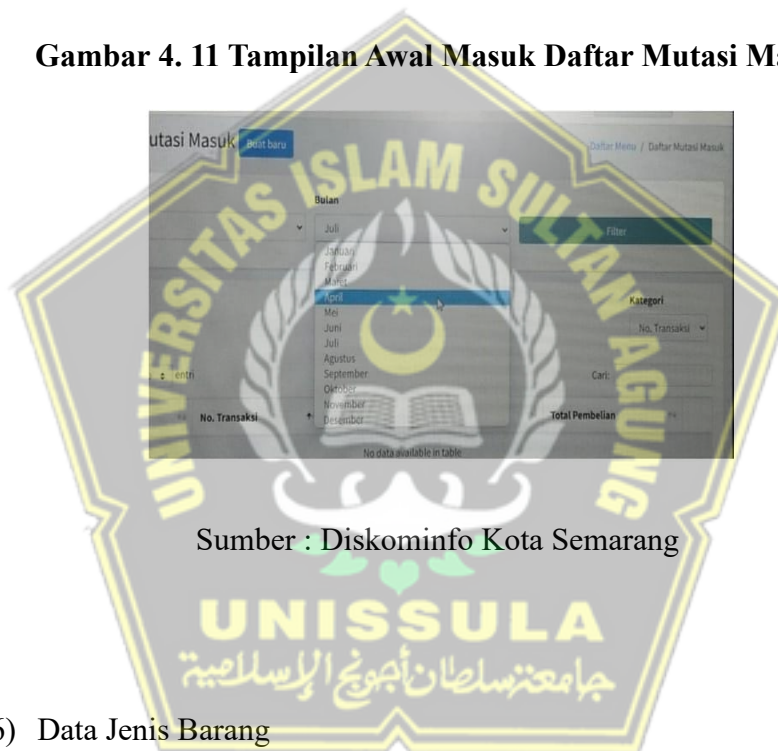 Gambar 4. 11 Tampilan Awal Masuk Daftar Mutasi Ma
utasi Masuk Buat baru Daftar Menu / Daftar Mutasi Masuk
Bulan
Juli Filter
Januari
Februari
Maret
April Kategori
Mei
Juni No. Transaksi
Juli
Agustus
entri September Cari:
Oktober
No. Transaksi November Total Pembelian
Desember
No data available in table
UNIVERSITAS ISLAM SULTAN AGUNG
Sumber : Diskominfo Kota Semarang
UNISSULA
جامعة سلطان أجونج الإسلامية
6) Data Jenis Barang